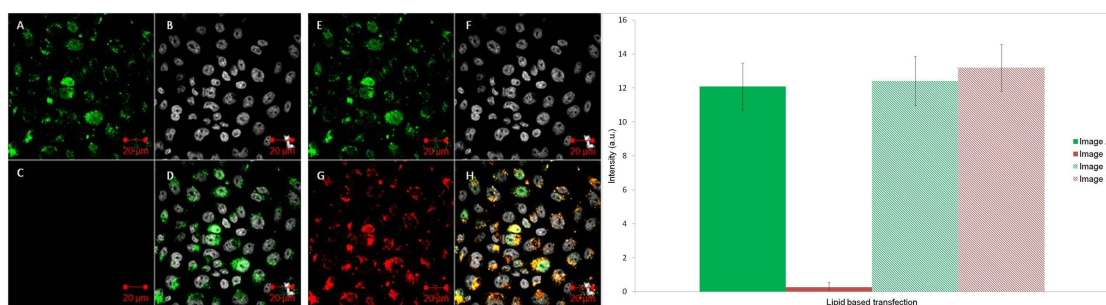 A
B
E
F
20 µm
20 µm
20 µm
20 µm
C
D
G
H
20 µm
20 µm
20 µm
20 µm
16
14
12
10
8
6
4
2
0
Intensity (a.u.)
Lipid based transfection
Image
Image
Image
Image